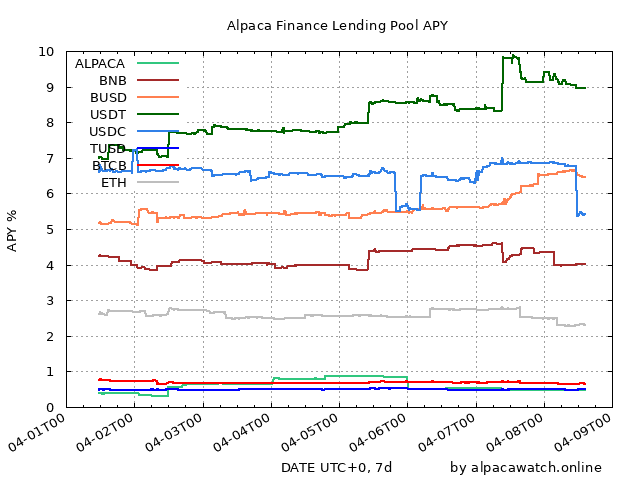 Alpaca Finance Lending Pool APY
APY %
10
9
8
7
6
5
4
3
2
1
0
ALPACA
BNB
BUSD
USDT
USDC
TUSD
BTCB
ETH
04-01T00
04-02T00
04-03T00
04-04T00
04-05T00
04-06T00
04-07T00
04-08T00
04-09T00
DATE UTC+0, 7d
by alpacawatch.online